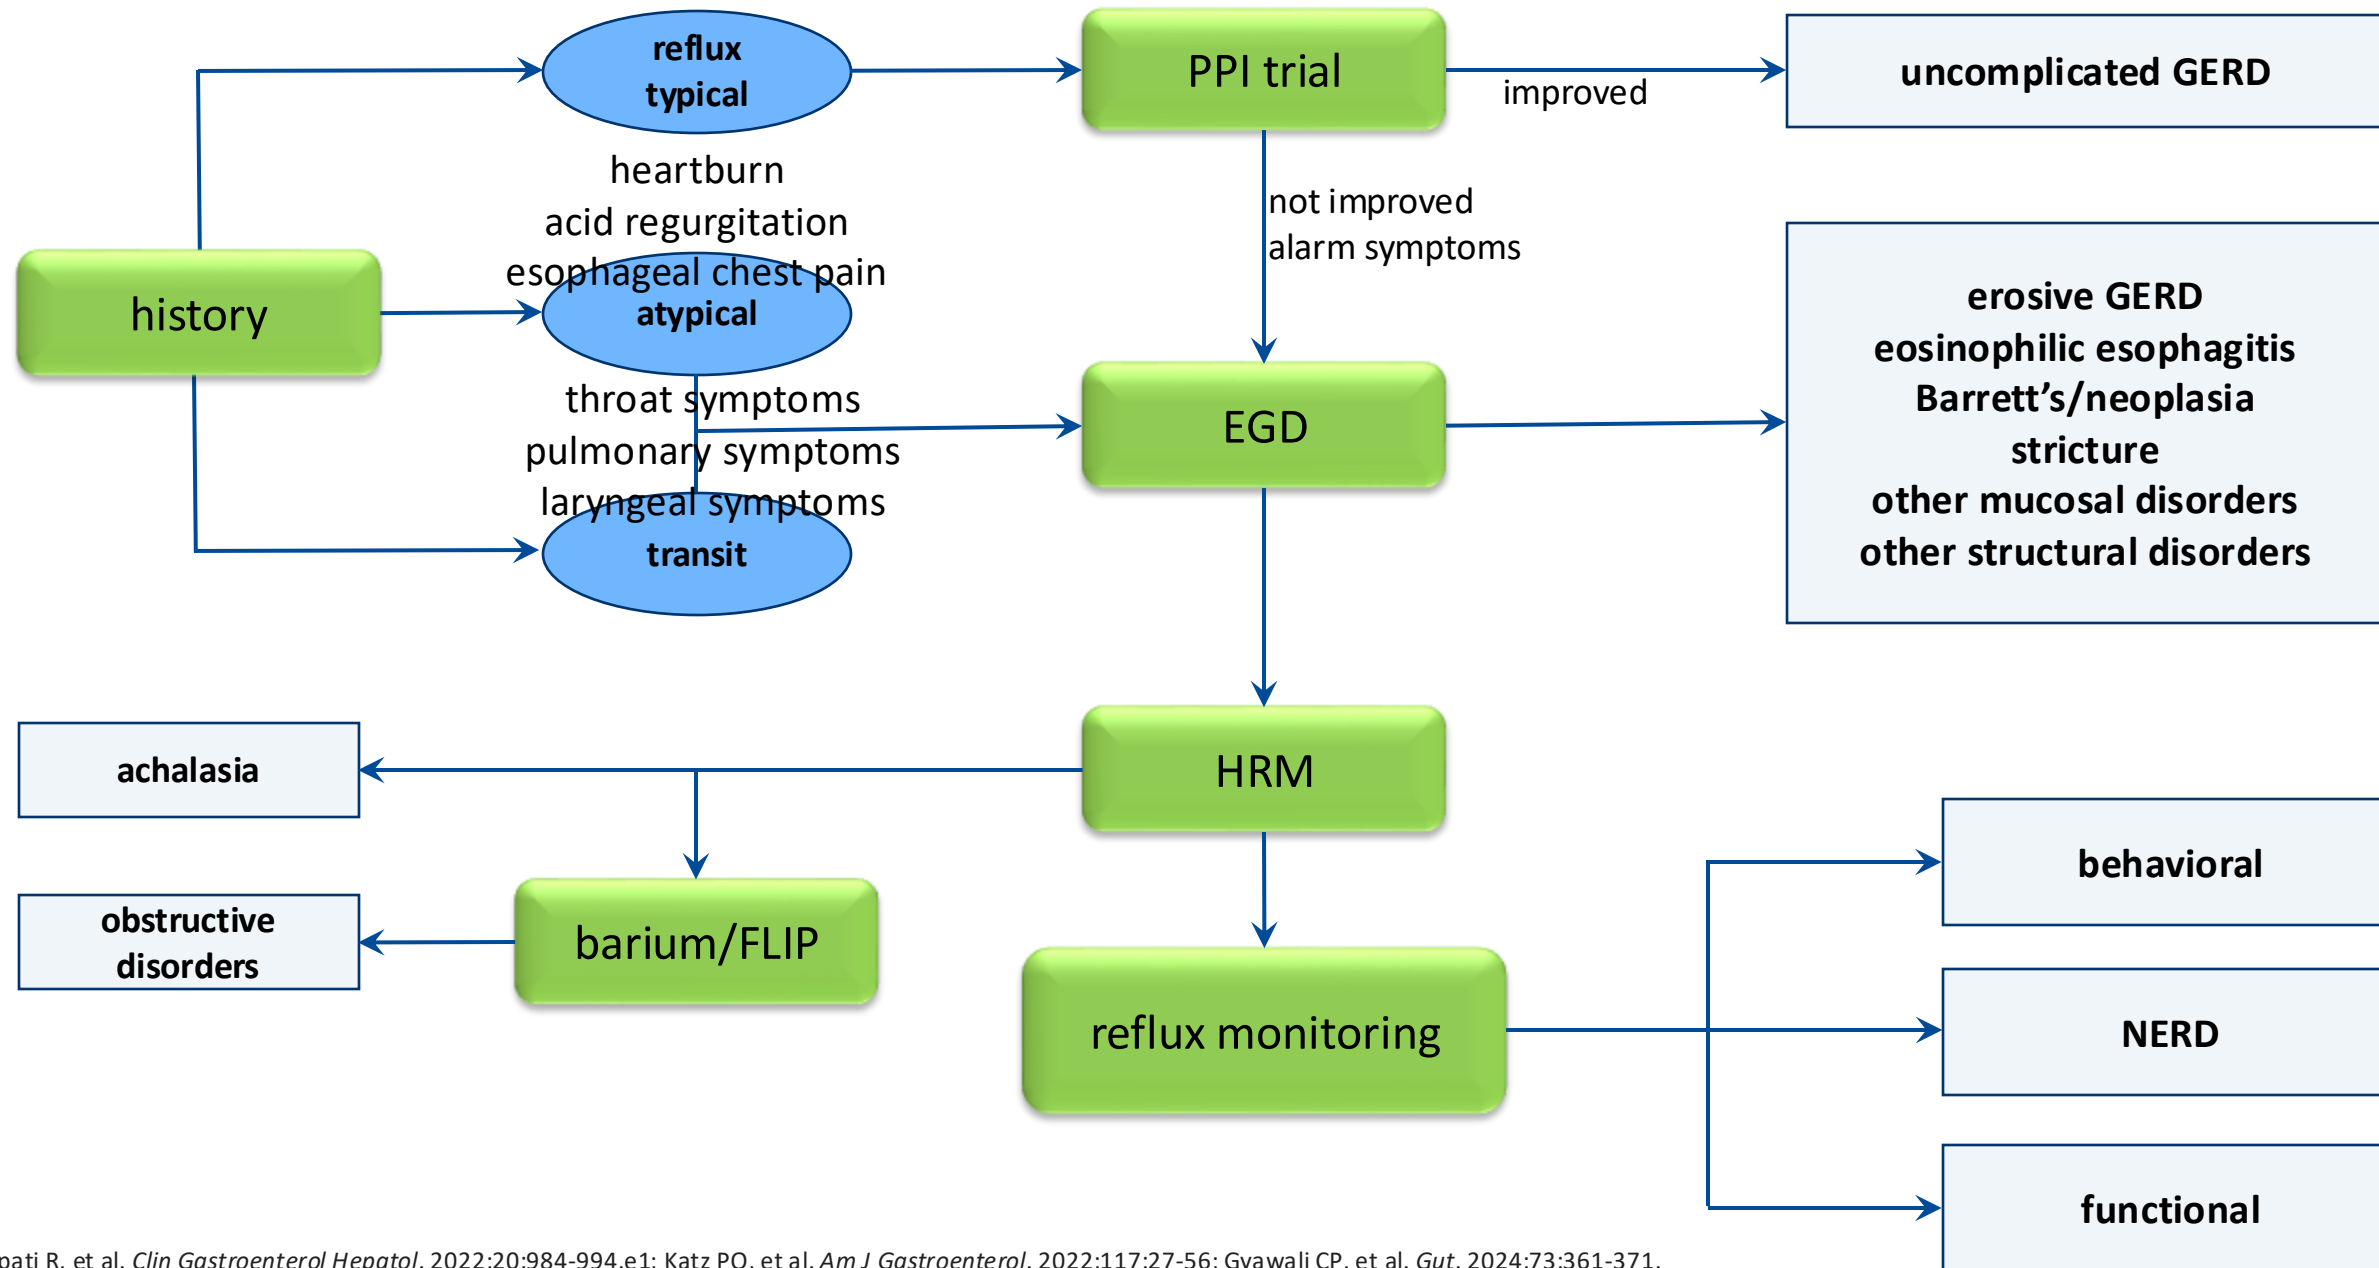 reflux
typical
PPI trial
improved
uncomplicated GERD
heartburn
acid regurgitation
esophageal chest pain
not improved
alarm symptoms
history
atypical
throat symptoms
pulmonary symptoms
laryngeal symptoms
EGD
erosive GERD
eosinophilic esophagitis
Barrett’s/neoplasia
stricture
other mucosal disorders
other structural disorders
transit
achalasia
HRM
obstructive
disorders
barium/FLIP
reflux monitoring
behavioral
NERD
functional
pati R, et al. Clin Gastroenterol Hepatol. 2022;20:984-994.e1; Katz PO, et al. Am J Gastroenterol. 2022;117:27-56; Gyawali CP, et al. Gut. 2024;73:361-371.